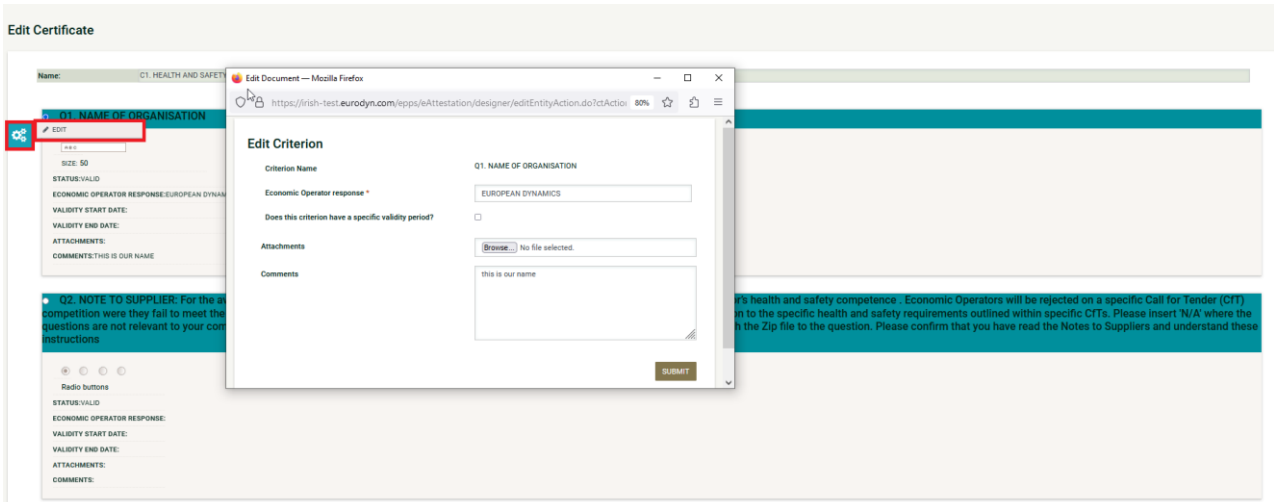 Edit Certificate
Name: C1. HEALTH AND SAFETY
Q1. NAME OF ORGANISATION
EDIT
ABC
SIZE: 50
STATUS:VALID
ECONOMIC OPERATOR RESPONSE:EUROPEAN DYNAM
VALIDITY START DATE:
VALIDITY END DATE:
ATTACHMENTS:
COMMENTS:THIS IS OUR NAME
Edit Document — Mozilla Firefox
https://irish-test.eurodyn.com/epps/eAttestation/designer/editEntityAction.do?ctActio 80%
Edit Criterion
Criterion Name Q1. NAME OF ORGANISATION
Economic Operator response * EUROPEAN DYNAMICS
Does this criterion have a specific validity period?
Attachments Browse... No file selected.
Comments this is our name
SUBMIT
Q2. NOTE TO SUPPLIER: For the av r's health and safety competence . Economic Operators will be rejected on a specific Call for Tender (CfT)
competition were they fail to meet the on to the specific health and safety requirements outlined within specific CfTs. Please insert 'N/A' where the
questions are not relevant to your com h the Zip file to the question. Please confirm that you have read the Notes to Suppliers and understand these
instructions
Radio buttons
STATUS:VALID
ECONOMIC OPERATOR RESPONSE:
VALIDITY START DATE:
VALIDITY END DATE:
ATTACHMENTS:
COMMENTS: